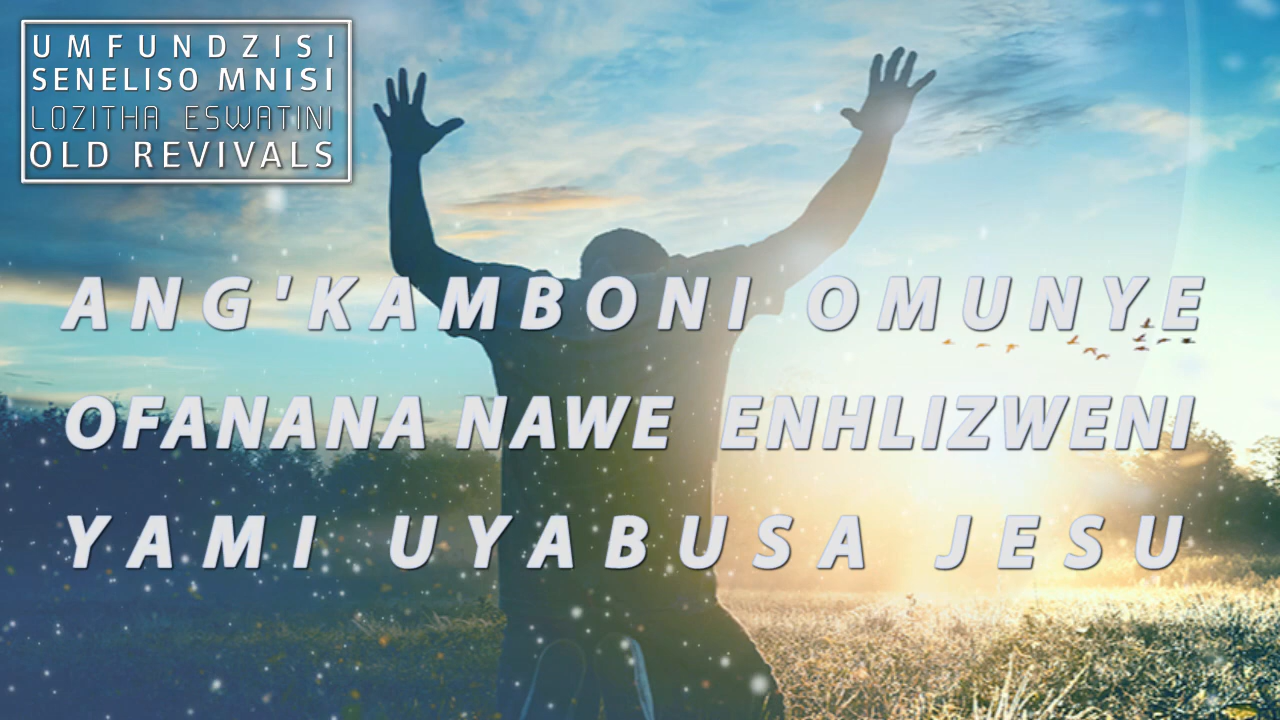 UMFUNDZISI
SENELISO MNISI
LOZITHA ESWATINI
OLD REVIVALS
ANG'KAMBONI OMUNYE
OFANANA NAWE ENHLIZWENI
YAMI UYABUSA JESU